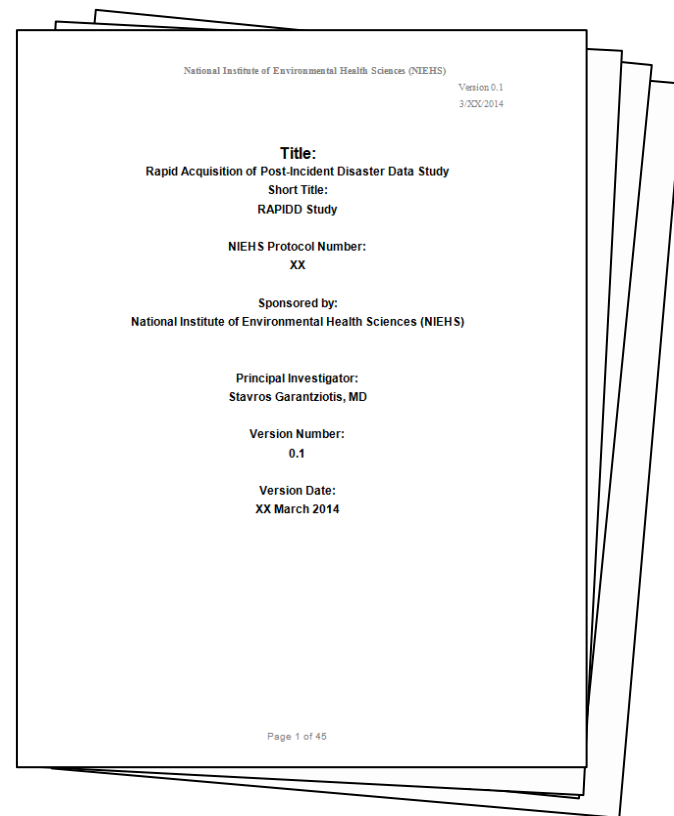 National Institute of Environmental Health Sciences (NIEHS)
Version 0.1
3/XX/2014
Title:
Rapid Acquisition of Post-Incident Disaster Data Study
Short Title:
RAPIDD Study
NIEHS Protocol Number:
XX
Sponsored by:
National Institute of Environmental Health Sciences (NIEHS)
Principal Investigator:
Stavros Garantziotis, MD
Version Number:
0.1
Version Date:
XX March 2014
Page 1 of 45